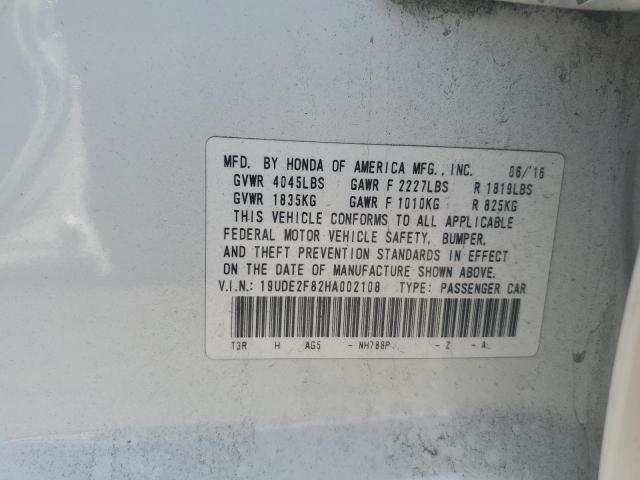 MFD. BY HONDA OF AMERICA MFG., INC. 06/'16
GVWR 4045LBS GAWR F 2227LBS R 1819LBS
GVWR 1835KG GAWR F 1010KG R 825KG
THIS VEHICLE CONFORMS TO ALL APPLICABLE
FEDERAL MOTOR VEHICLE SAFETY, BUMPER,
AND THEFT PREVENTION STANDARDS IN EFFECT
ON THE DATE OF MANUFACTURE SHOWN ABOVE.
V.I.N.: 19UDE2F82HA002108 TYPE: PASSENGER CAR
T3R H AG5 - NH788P - Z - A